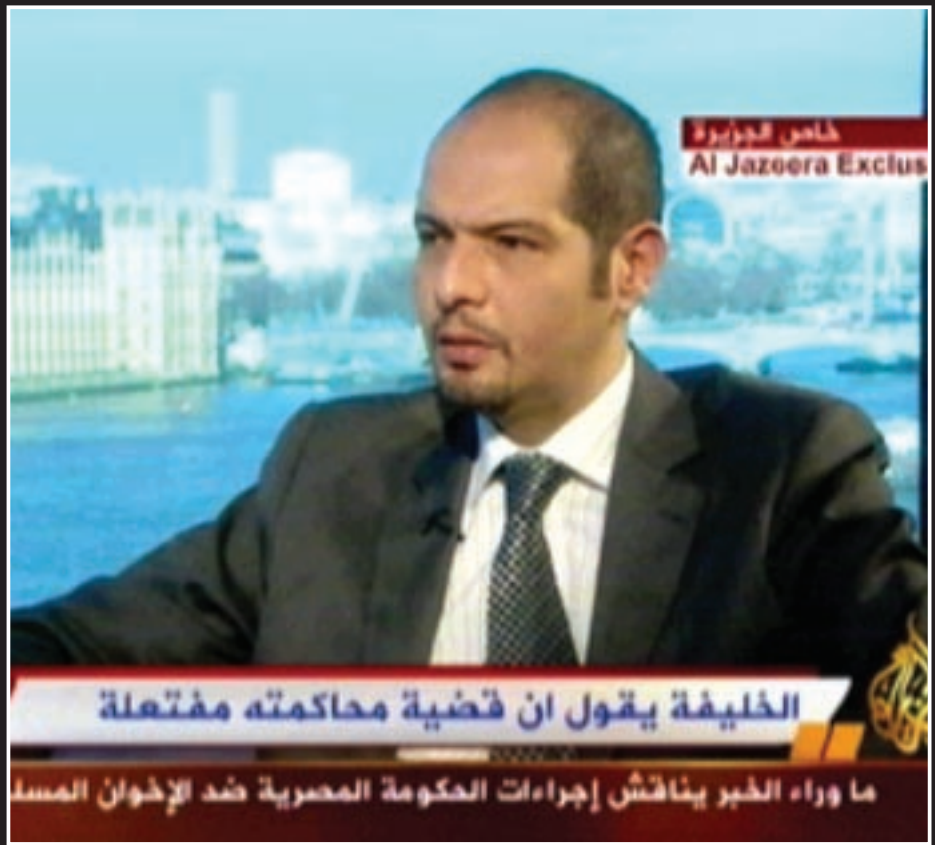 خاص الجزيرة
Al Jazeera Exclus
الخليفة يقول ان قضية محاكمته مفتعلة
ما وراء الخبر يناقش إجراءات الحكومة المصرية ضد الإخوان المسل